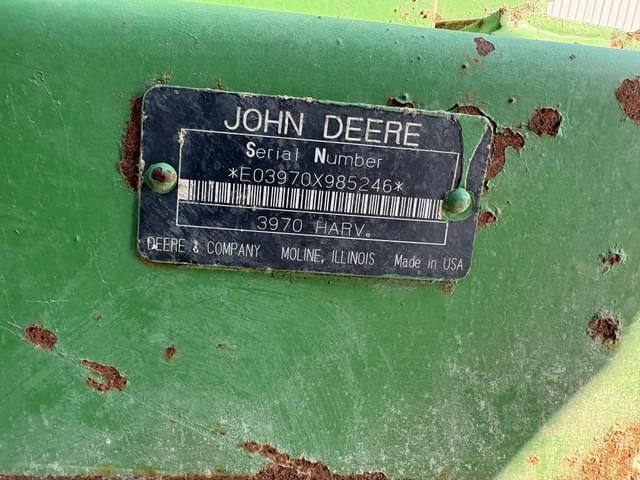 JOHN DEERE
Serial Number
*E03970X985246*
3970 HARV.
DEERE & COMPANY MOLINE, ILLINOIS Made in USA